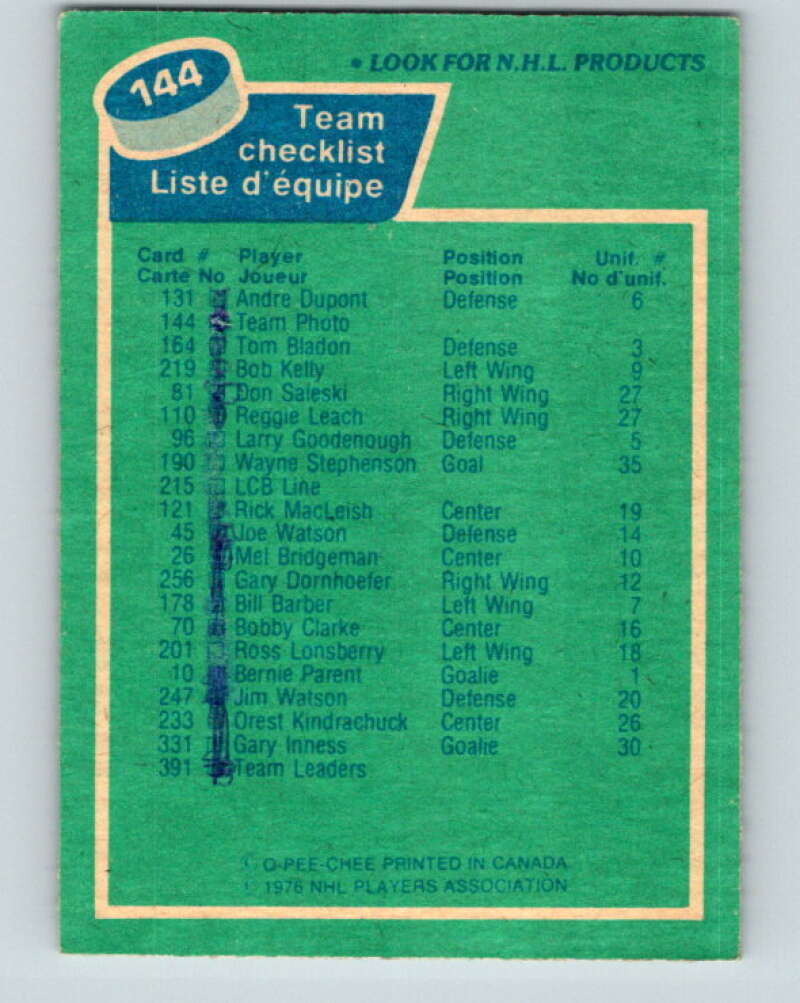 144
• LOOK FOR N.H.L. PRODUCTS
Team
checklist
Liste d'équipe
Card # Player Position Unif. #
Carte No Joueur Position No d'unif.
131 Andre Dupont Defense 6
144 Team Photo
164 Tom Bladon Defense 3
219 Bob Kelly Left Wing 9
81 Don Saleski Right Wing 27
110 Reggie Leach Right Wing 27
96 Larry Goodenough Defense 5
190 Wayne Stephenson Goal 35
215 LCB Line
121 Rick MacLeish Center 19
45 Joe Watson Defense 14
26 Mel Bridgeman Center 10
256 Gary Dornhoefer Right Wing 12
178 Bill Barber Left Wing 7
70 Bobby Clarke Center 16
201 Ross Lonsberry Left Wing 18
10 Bernie Parent Goalie 1
247 Jim Watson Defense 20
233 Orest Kindrachuck Center 26
331 Gary Inness Goalie 30
391 Team Leaders
© O-PEE-CHEE PRINTED IN CANADA
© 1976 NHL PLAYERS ASSOCIATION